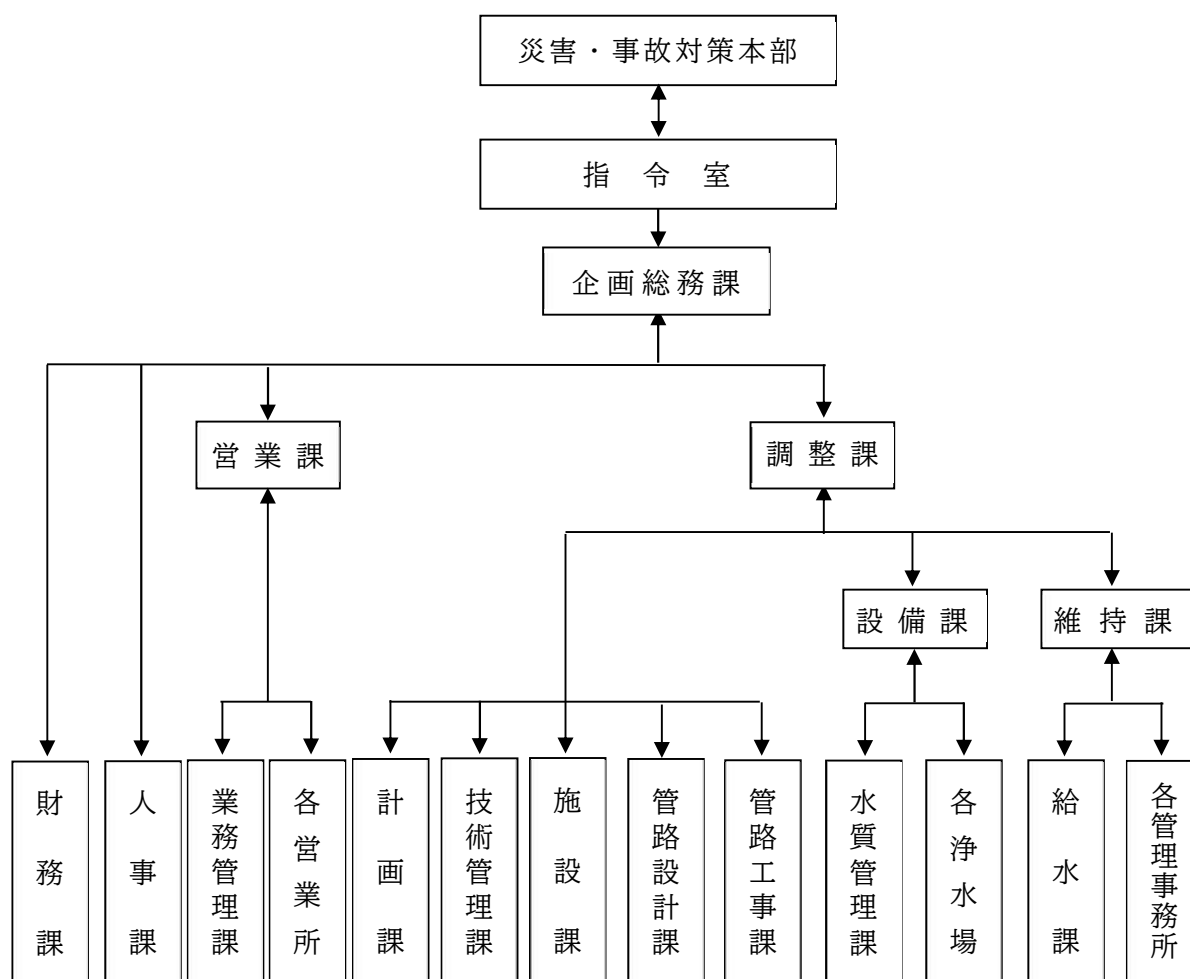 災害・事故対策本部
指令室
企画総務課
営業課
調整課
設備課
維持課
財務課
人事課
業務管理課
各営業所
計画課
技術管理課
施設課
管路設計課
管路工事課
水質管理課
各浄水場
給水課
各管理事務所